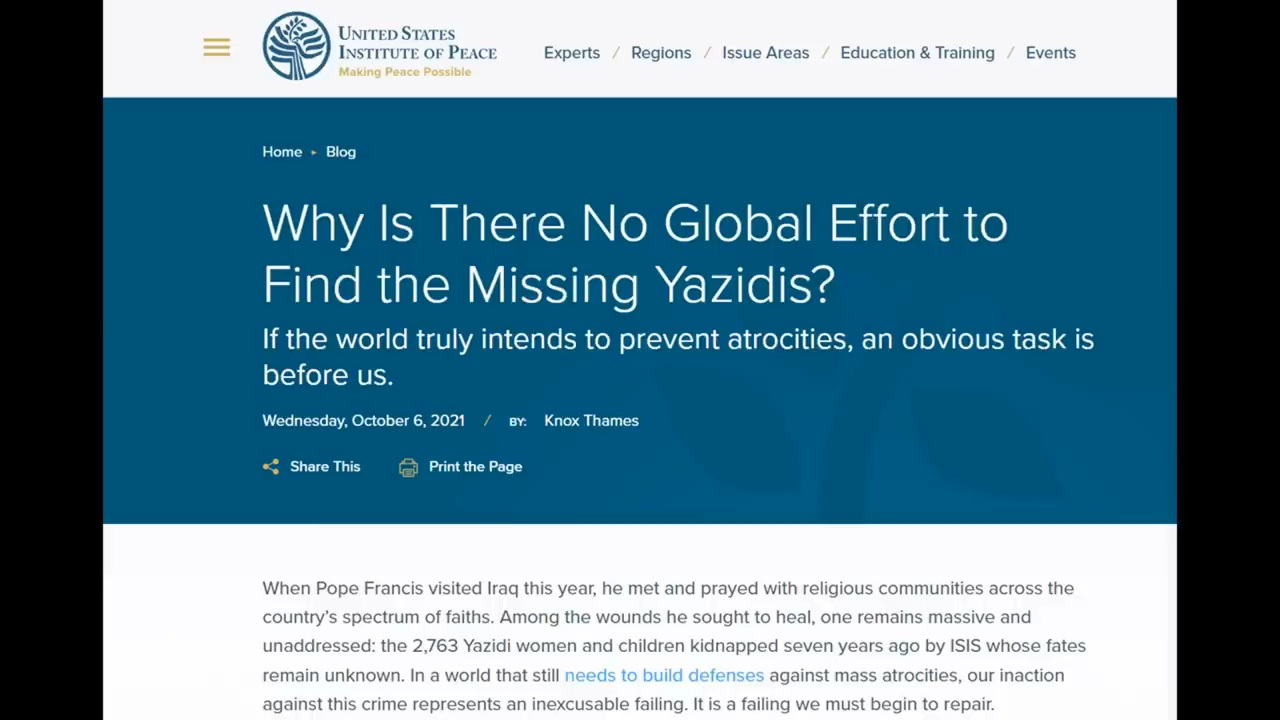 UNITED STATES
INSTITUTE OF PEACE
Making Peace Possible
Experts / Regions / Issue Areas / Education & Training / Events
Home ▸ Blog
Why Is There No Global Effort to
Find the Missing Yazidis?
If the world truly intends to prevent atrocities, an obvious task is
before us.
Wednesday, October 6, 2021 / BY: Knox Thames
Share This Print the Page
When Pope Francis visited Iraq this year, he met and prayed with religious communities across the
country's spectrum of faiths. Among the wounds he sought to heal, one remains massive and
unaddressed: the 2,763 Yazidi women and children kidnapped seven years ago by ISIS whose fates
remain unknown. In a world that still needs to build defenses against mass atrocities, our inaction
against this crime represents an inexcusable failing. It is a failing we must begin to repair.